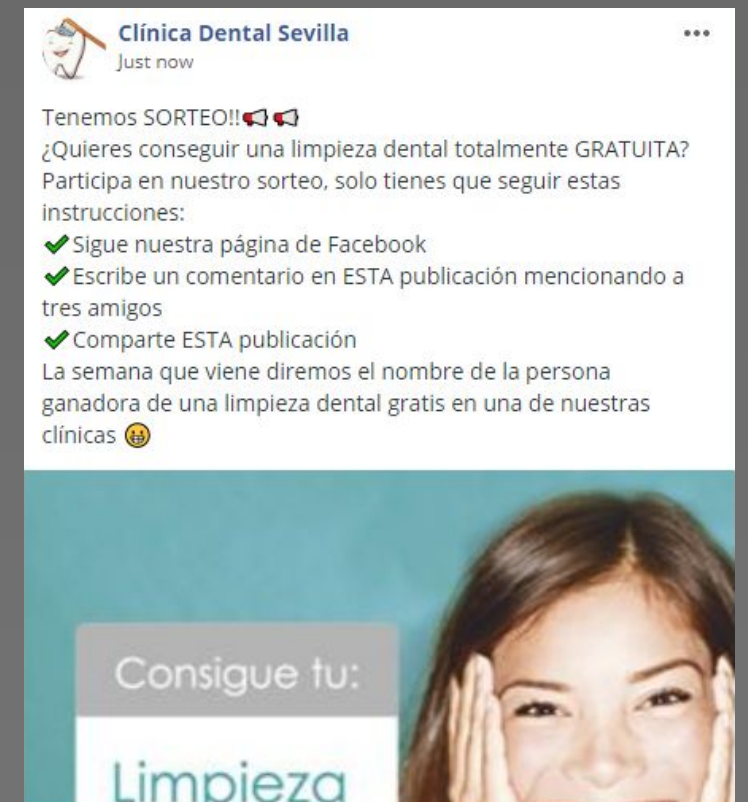 Clínica Dental Sevilla
Just now
Tenemos SORTEO!!📢📢
¿Quieres conseguir una limpieza dental totalmente GRATUITA?
Participa en nuestro sorteo, solo tienes que seguir estas
instrucciones:
✔Sigue nuestra página de Facebook
✔Escribe un comentario en ESTA publicación mencionando a
tres amigos
✔Comparte ESTA publicación
La semana que viene diremos el nombre de la persona
ganadora de una limpieza dental gratis en una de nuestras
clínicas 😁
Consigue tu:
Limpieza